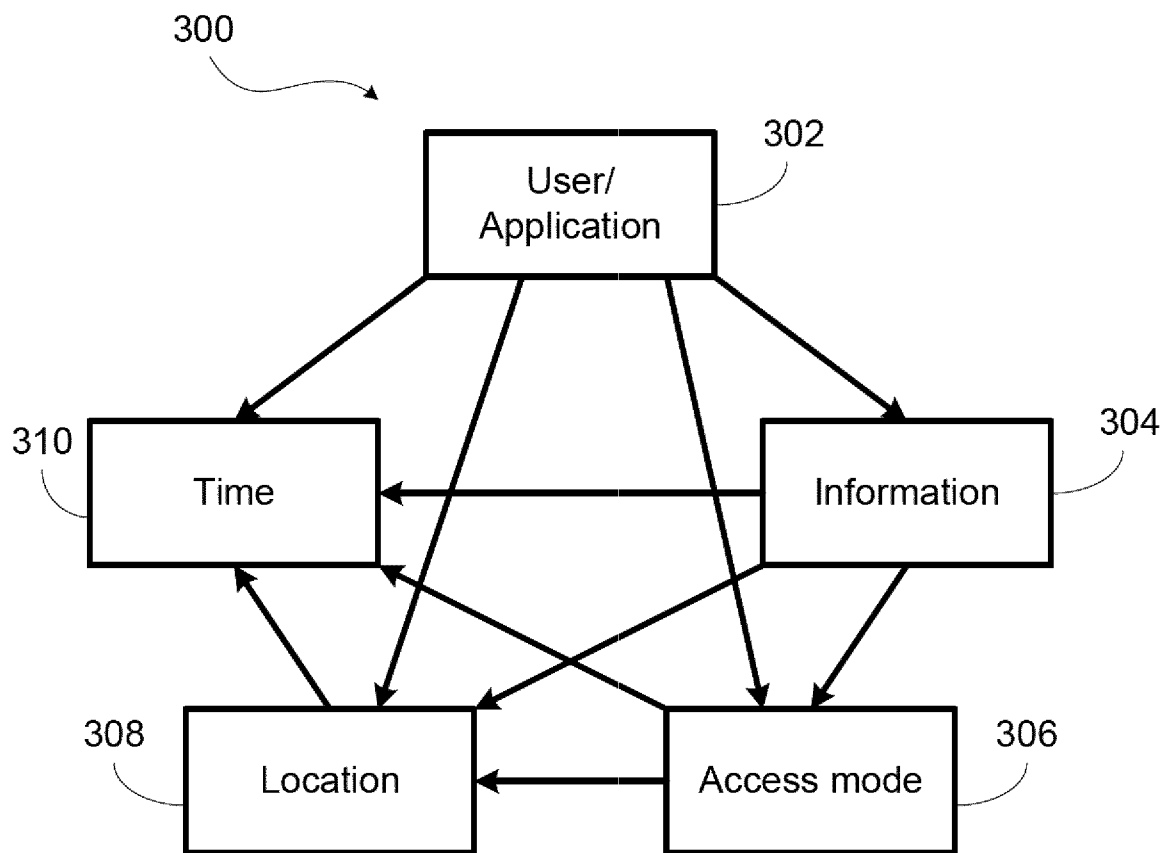 300
302
User/
Application
310
304
Time
Information
308
306
Location
Access mode